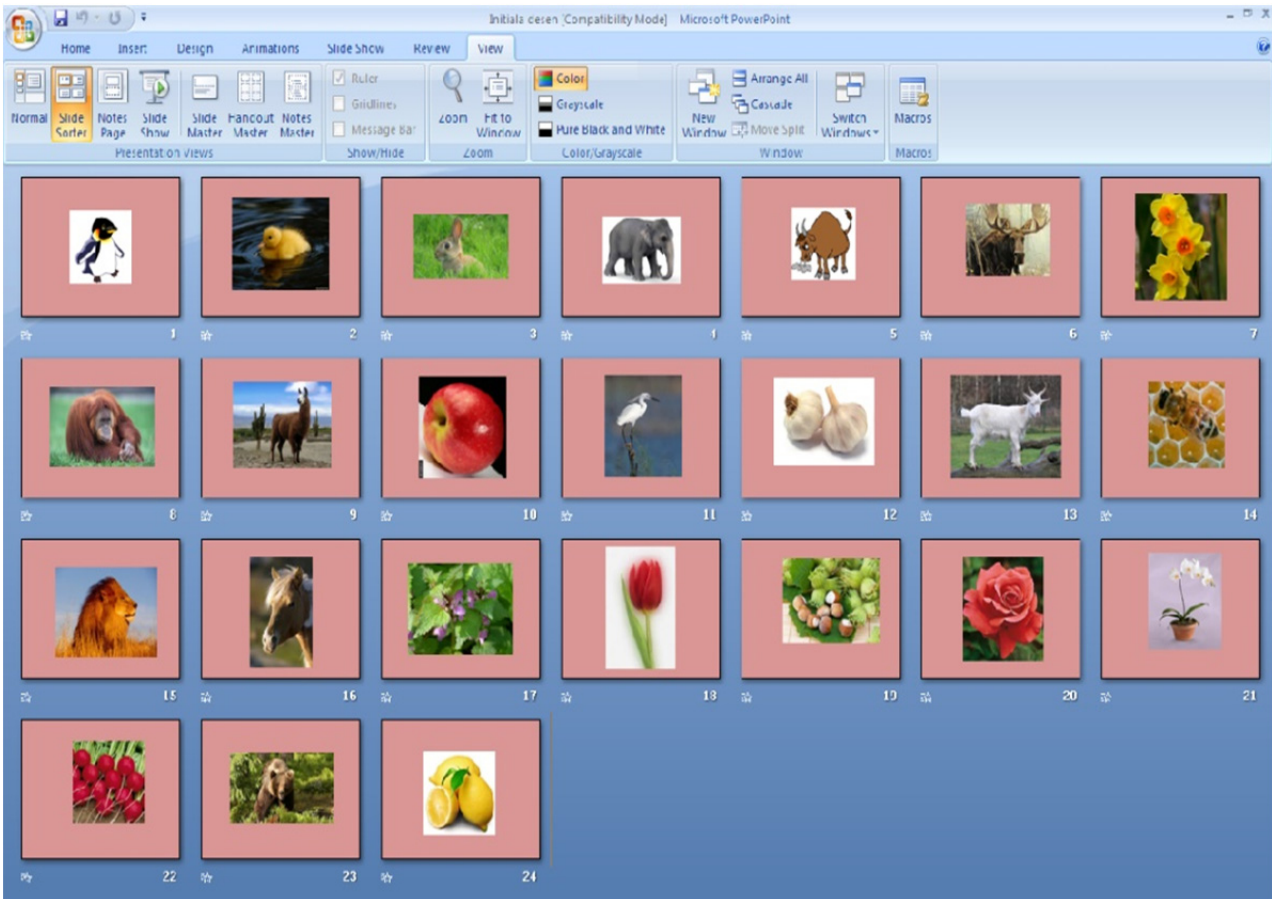 Initiala desen [Compatibility Mode] Microsoft PowerPoint
Home Insert Design Animations Slide Show Review View
Normal Slide Sorter Notes Page Slide Show Slide Master Handout Master Notes Master
Presentation Views
Ruler
Gridlines
Message Bar
Show/Hide
Zoom Fit to Window
Zoom
Color
Grayscale
Pure Black and White
Color/Grayscale
New Window
Arrange All
Cascade
Move Split
Switch Windows
Window
Macros
Macros
1 2 3 4 5 6 7
8 9 10 11 12 13 14
15 16 17 18 19 20 21
22 23 24